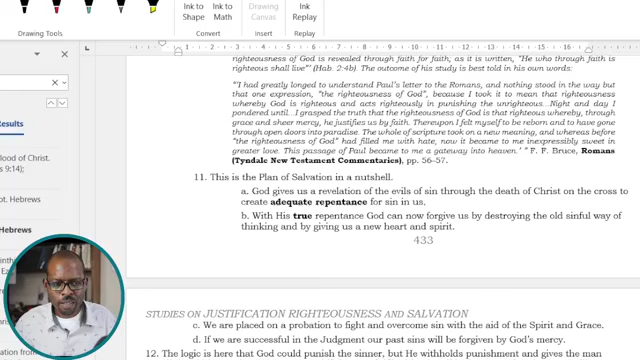 Ink to Shape
Ink to Math
Drawing Canvas
Ink Replay
Drawing Tools
Convert
Insert
Replay
righteousness of God is revealed through faith for faith; as it is written, "He who through faith is
righteous shall live"' (Hab. 2:4b). The outcome of his study is best told in his own words:
"I had greatly longed to understand Paul's letter to the Romans, and nothing stood in the way but
that one expression, "the righteousness of God", because I took it to mean that righteousness
whereby God is righteous and acts righteously in punishing the unrighteous...Night and day I
pondered until...I grasped the truth that the righteousness of God is that righteousness whereby, through
grace and sheer mercy, he justifies us by faith. Thereupon I felt myself to be reborn and to have gone
through open doors into paradise. The whole of scripture took on a new meaning, and whereas before
"the righteousness of God" had filled me with hate, now it became to me inexpressibly sweet in greater
love. This passage of Paul became to me a gateway into heaven.' " F. F. Bruce, Romans
(Tyndale New Testament Commentaries), pp. 56–57.
11. This is the Plan of Salvation in a nutshell.
a. God gives us a revelation of the evils of sin through the death of Christ on the cross to
create adequate repentance for sin in us.
b. With His true repentance God can now forgive us by destroying the old sinful way of
thinking and by giving us a new heart and spirit.
433
STUDIES ON JUSTIFICATION RIGHTEOUSNESS AND SALVATION
c. We are placed on a probation to fight and overcome sin with the aid of the Spirit and Grace.
d. If we are successful in the Judgment our past sins will be forgiven by God's mercy.
12. The logic is here that God could punish the sinner, but He withholds punishment and gives the man
esults
lood of Christ.
s 9:14);
Hebrews